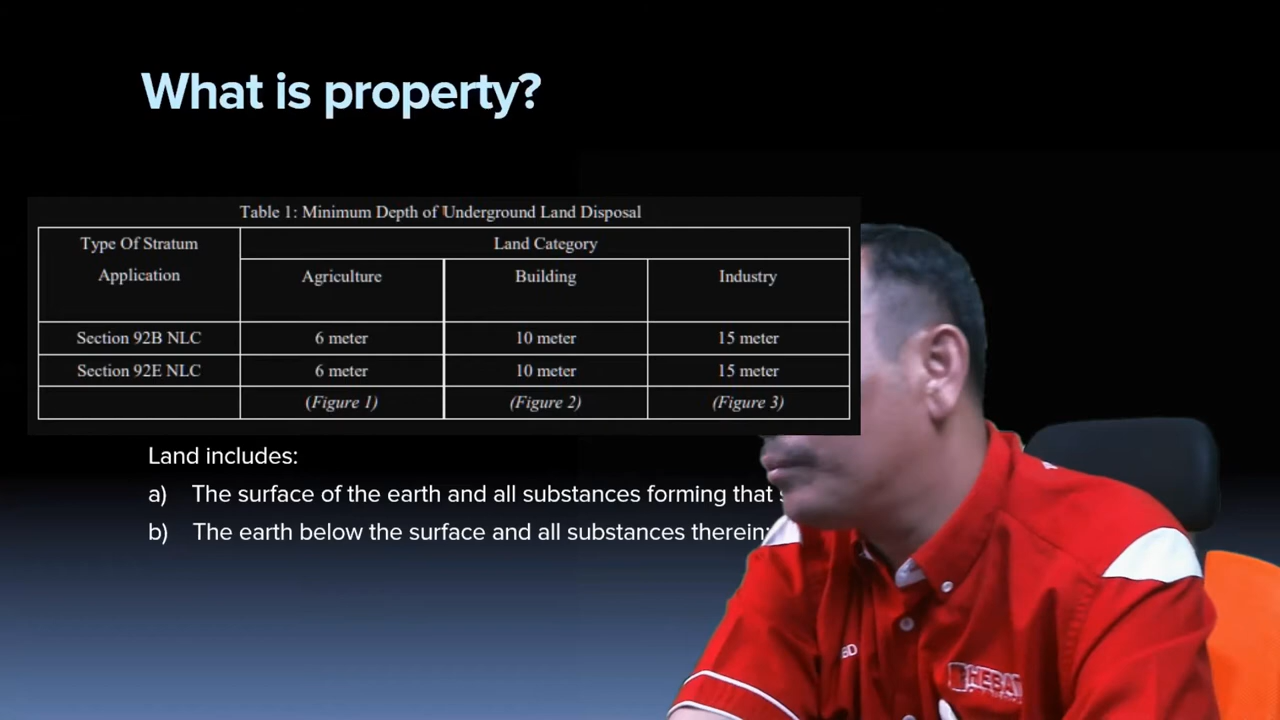 What is property?
Table 1: Minimum Depth of Underground Land Disposal
Type Of Stratum Application
Land Category
Agriculture
Building
Industry
Section 92B NLC
6 meter
10 meter
15 meter
Section 92E NLC
6 meter
10 meter
15 meter
(Figure 1)
(Figure 2)
(Figure 3)
Land includes:
a) The surface of the earth and all substances forming that
b) The earth below the surface and all substances therein;